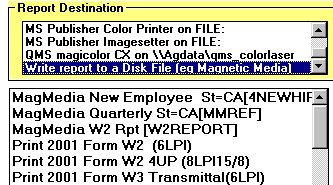 Report Destination
MS Publisher Color Printer on FILE:
MS Publisher Imagesetter on FILE:
QMS magicolor CX on \\Agdata\qms_colorlaser
Write report to a Disk File (eg Magnetic Media)
MagMedia New Employee St=CA[4NEWHIF
MagMedia Quarterly St=CA[MMREF]
MagMedia W2 Rpt [W2REPORT]
Print 2001 Form W2 (6LPI)
Print 2001 Form W2 4UP (8LPI15/8)
Print 2001 Form W3 Transmittal(6LPI)